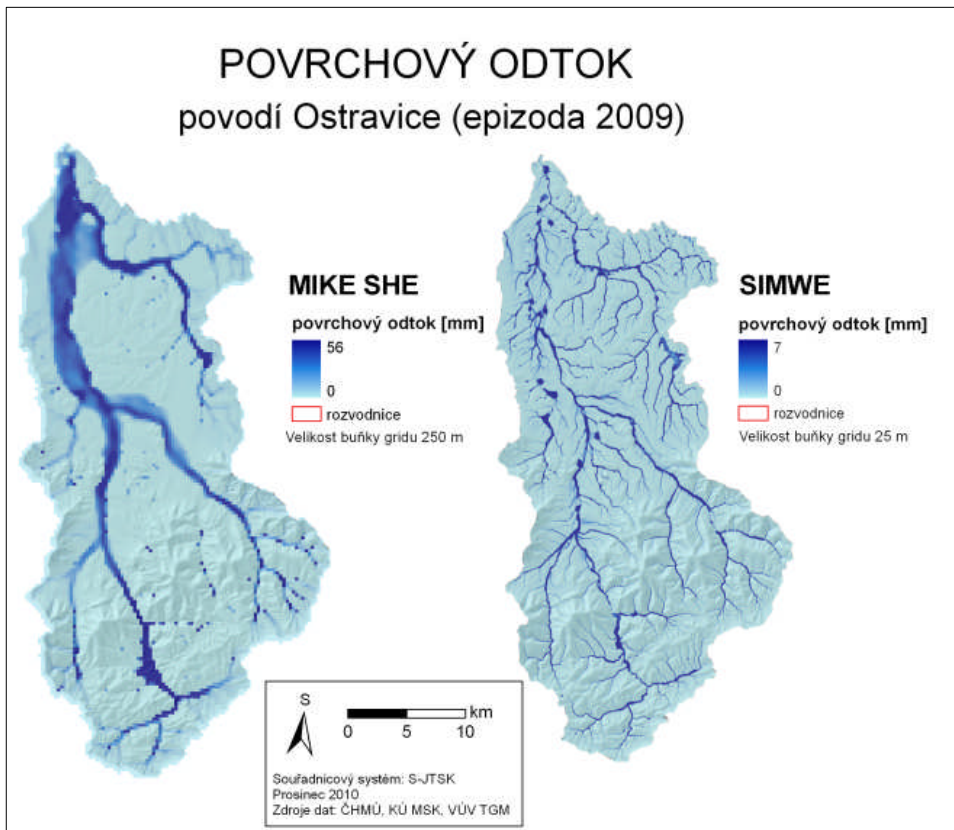 POVRCHOVÝ ODTOK
povodí Ostravice (epizoda 2009)
MIKE SHE
povrchový odtok [mm]
56
0
rozvodnice
Velikost buňky gridu 250 m
SIMWE
povrchový odtok [mm]
7
0
rozvodnice
Velikost buňky gridu 25 m
S
km
0 5 10
Souřadnicový systém: S-JTSK
Prosinec 2010
Zdroje dat: ČHMÚ, KÚ MSK, VÚV TGM